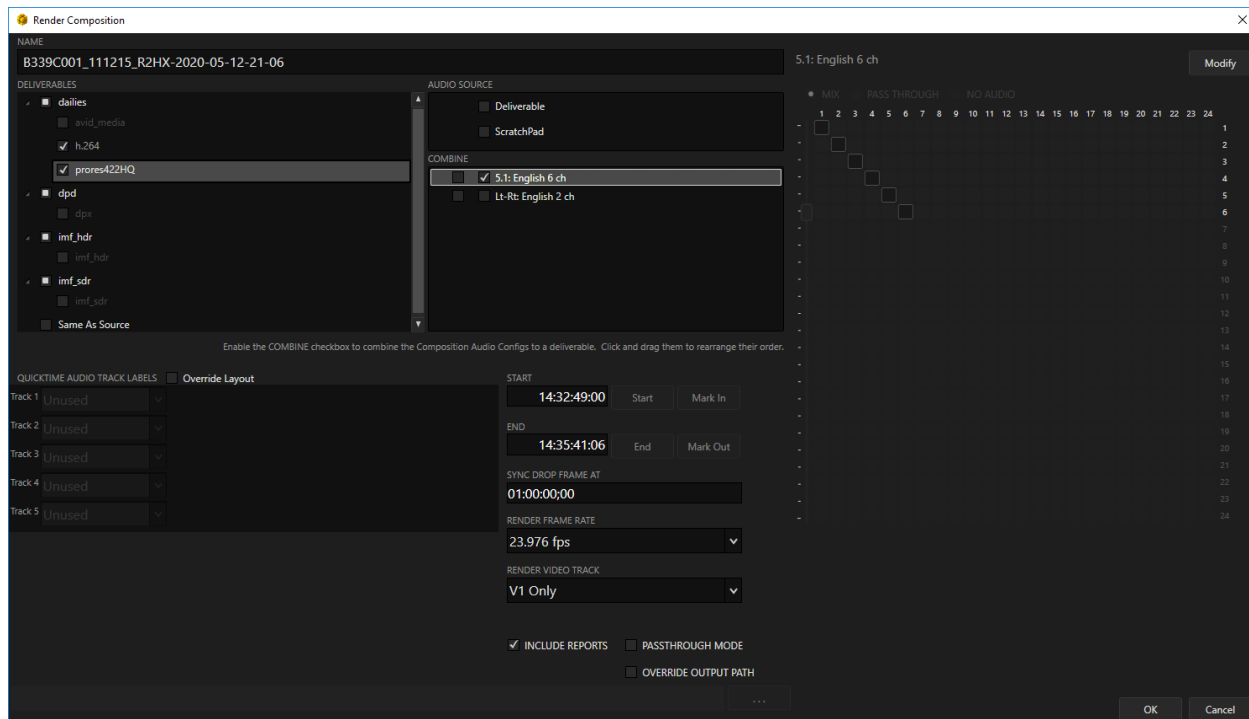 Render Composition
NAME
B339C001_111215_R2HX-2020-05-12-21-06
DELIVERABLES
dailies
avid_media
h.264
prores422HQ
dpd
dpx
imf_hdr
imf_hdr
imf_sdr
imf_sdr
Same As Source
AUDIO SOURCE
Deliverable
ScratchPad
COMBINE
5.1: English 6 ch
Lt-Rt: English 2 ch
Enable the COMBINE checkbox to combine the Composition Audio Configs to a deliverable. Click and drag them to rearrange their order.
QUICKTIME AUDIO TRACK LABELS Override Layout
Track 1 Unused
Track 2 Unused
Track 3 Unused
Track 4 Unused
Track 5 Unused
START
14:32:49:00 Start Mark In
END
14:35:41:06 End Mark Out
SYNC DROP FRAME AT
01:00:00;00
RENDER FRAME RATE
23.976 fps
RENDER VIDEO TRACK
V1 Only
INCLUDE REPORTS PASSTHROUGH MODE
OVERRIDE OUTPUT PATH
...
5.1: English 6 ch Modify
MIX PASS THROUGH NO AUDIO
1 2 3 4 5 6 7 8 9 10 11 12 13 14 15 16 17 18 19 20 21 22 23 24
- 1
- 2
- 3
- 4
- 5
- 6
- 7
- 8
- 9
- 10
- 11
- 12
- 13
- 14
- 15
- 16
- 17
- 18
- 19
- 20
- 21
- 22
- 23
- 24
OK Cancel